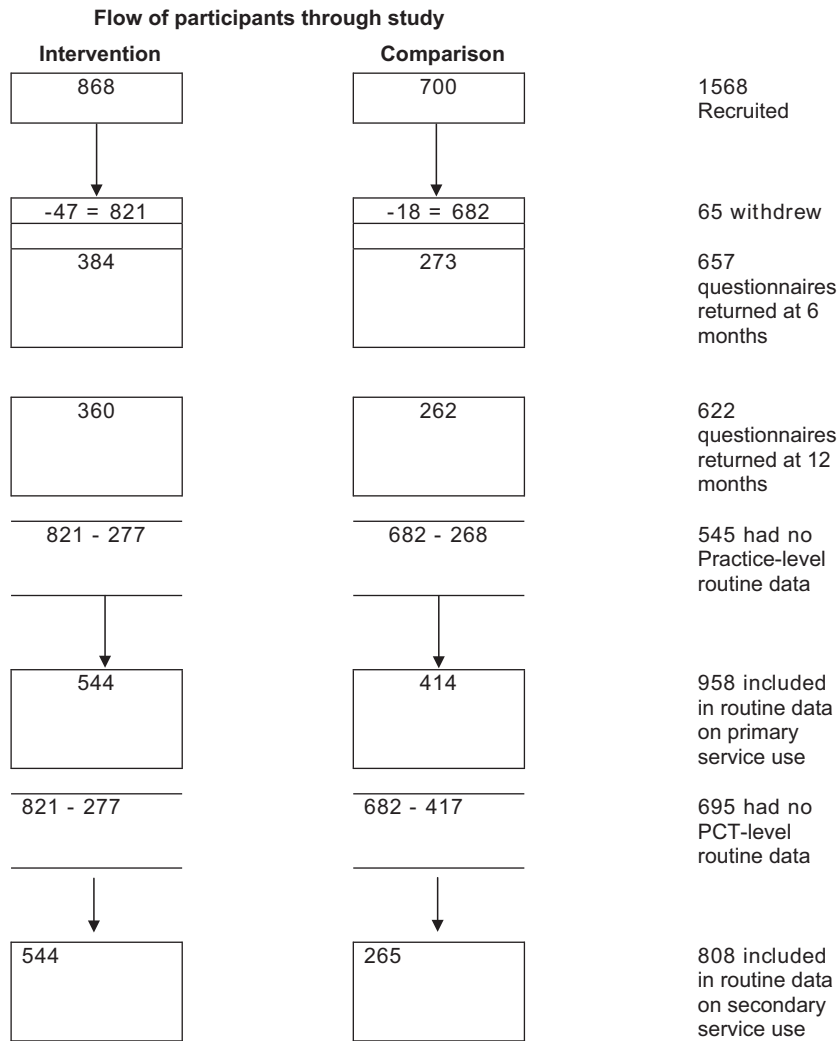 Flow of participants through study
Intervention
Comparison
868
700
1568
Recruited
-47 = 821
-18 = 682
65 withdrew
384
273
657
questionnaires
returned at 6
months
360
262
622
questionnaires
returned at 12
months
821 - 277
682 - 268
545 had no
Practice-level
routine data
544
414
958 included
in routine data
on primary
service use
821 - 277
682 - 417
695 had no
PCT-level
routine data
544
265
808 included
in routine data
on secondary
service use